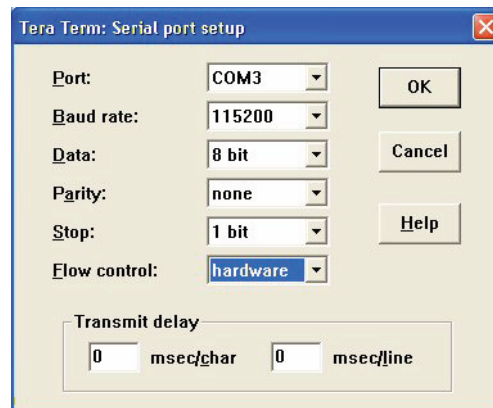 Tera Term: Serial port setup
Port: COM3
OK
Baud rate: 115200
Data: 8 bit
Cancel
Parity: none
Stop: 1 bit
Help
Flow control: hardware
Transmit delay
0 msec/char 0 msec/line